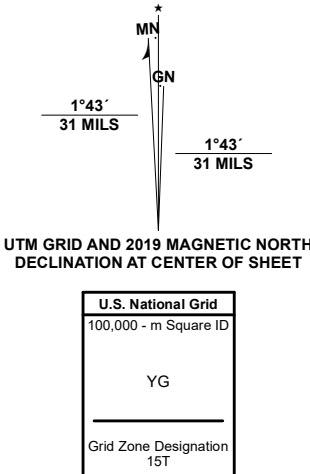 MN
GN
1°43´
31 MILS
1°43´
31 MILS
UTM GRID AND 2019 MAGNETIC NORTH
DECLINATION AT CENTER OF SHEET
U.S. National Grid
100,000 - m Square ID
YG
Grid Zone Designation
15T